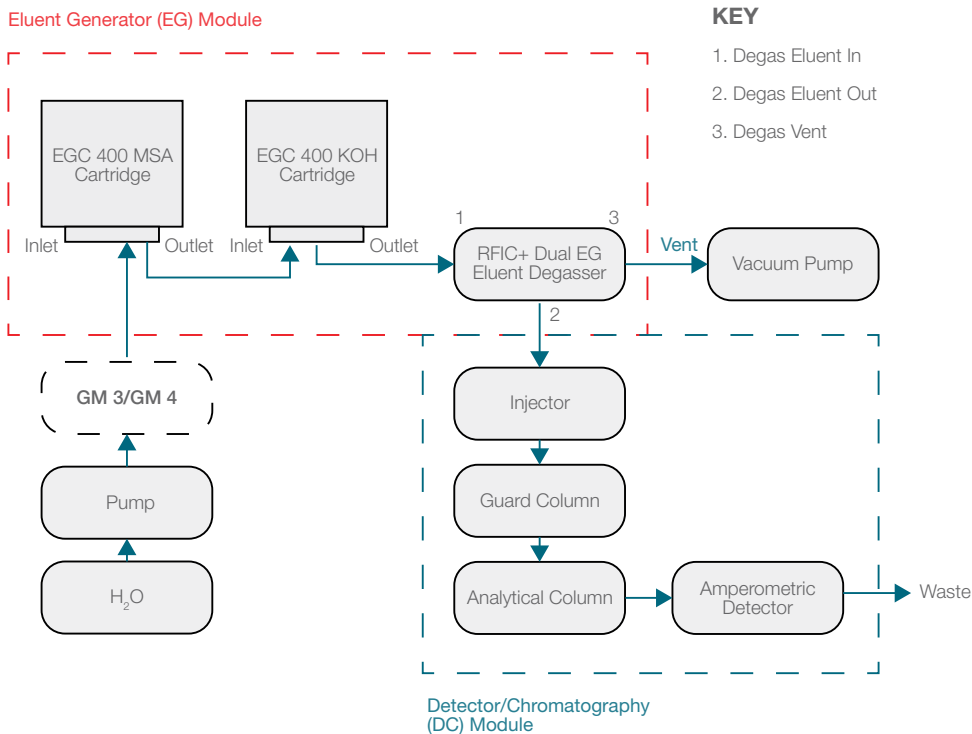 Eluent Generator (EG) Module
KEY
1. Degas Eluent In
2. Degas Eluent Out
3. Degas Vent
EGC 400 MSA
Cartridge
EGC 400 KOH
Cartridge
Inlet
Outlet
Inlet
Outlet
1
3
RFIC+ Dual EG
Eluent Degasser
Vent
Vacuum Pump
2
GM 3/GM 4
Injector
Pump
Guard Column
H₂O
Analytical Column
Amperometric
Detector
Waste
Detector/Chromatography
(DC) Module